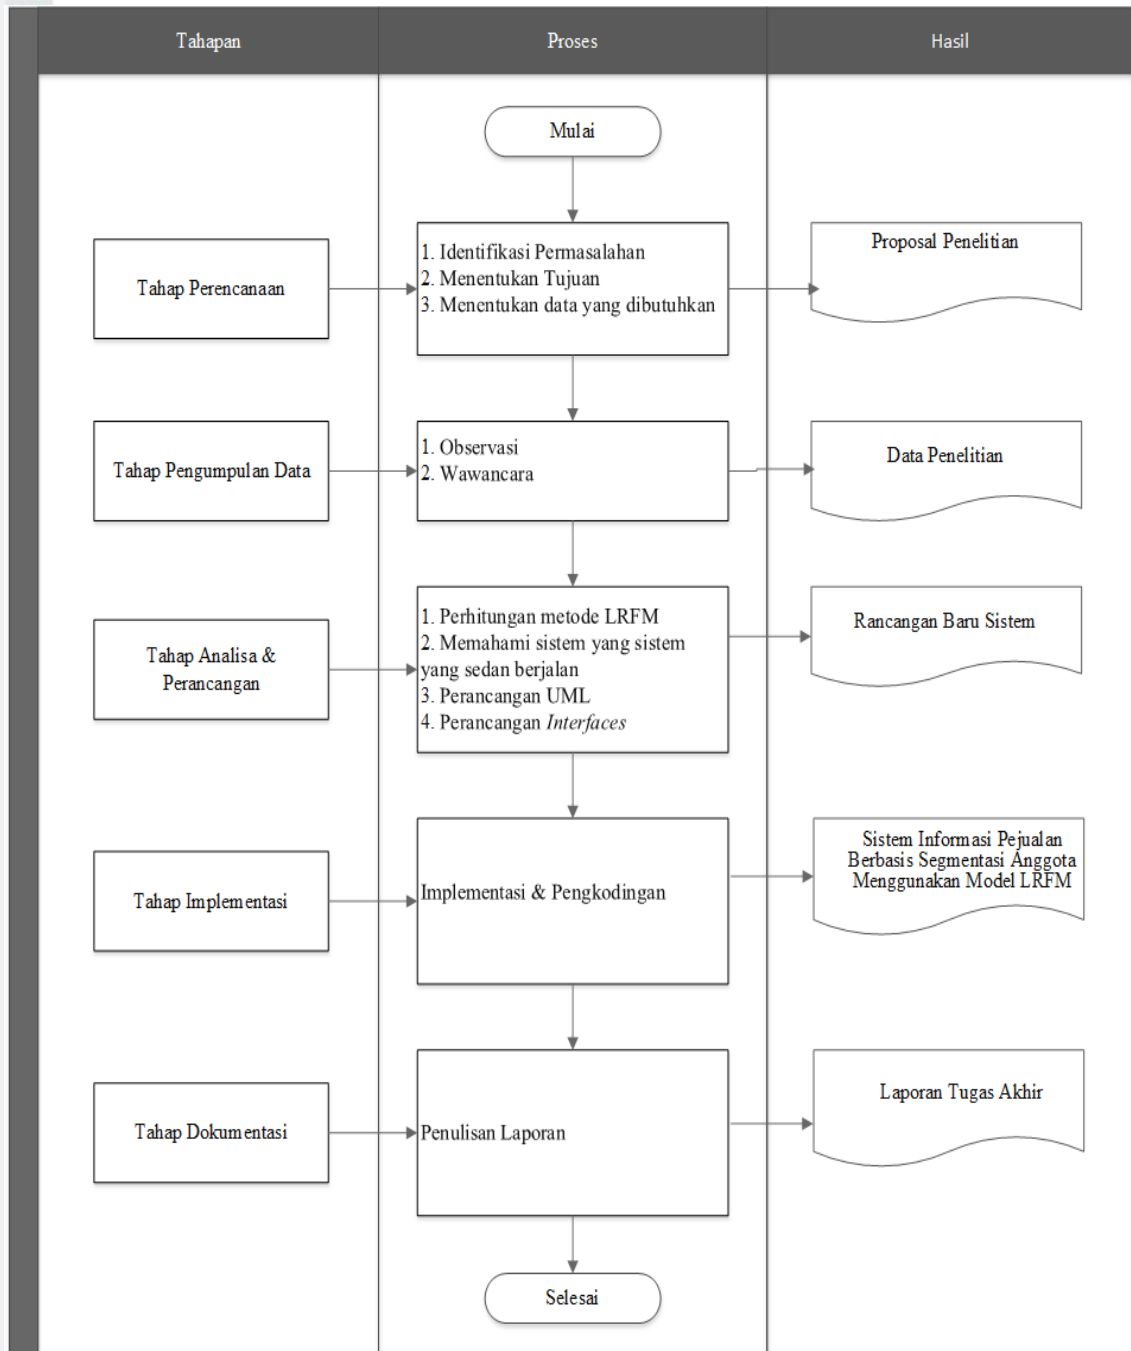 Tahapan
Proses
Hasil
Mulai
Tahap Perencanaan
1. Identifikasi Permasalahan
2. Menentukan Tujuan
3. Menentukan data yang dibutuhkan
Proposal Penelitian
Tahap Pengumpulan Data
1. Observasi
2. Wawancara
Data Penelitian
Tahap Analisa &
Perancangan
1. Perhitungan metode LRFM
2. Memahami sistem yang sistem
yang sedan berjalan
3. Perancangan UML
4. Perancangan Interfaces
Rancangan Baru Sistem
Tahap Implementasi
Implementasi & Pengkodingan
Sistem Informasi Pejualan
Berbasis Segmentasi Anggota
Menggunakan Model LRFM
Tahap Dokumentasi
Penulisan Laporan
Laporan Tugas Akhir
Selesai